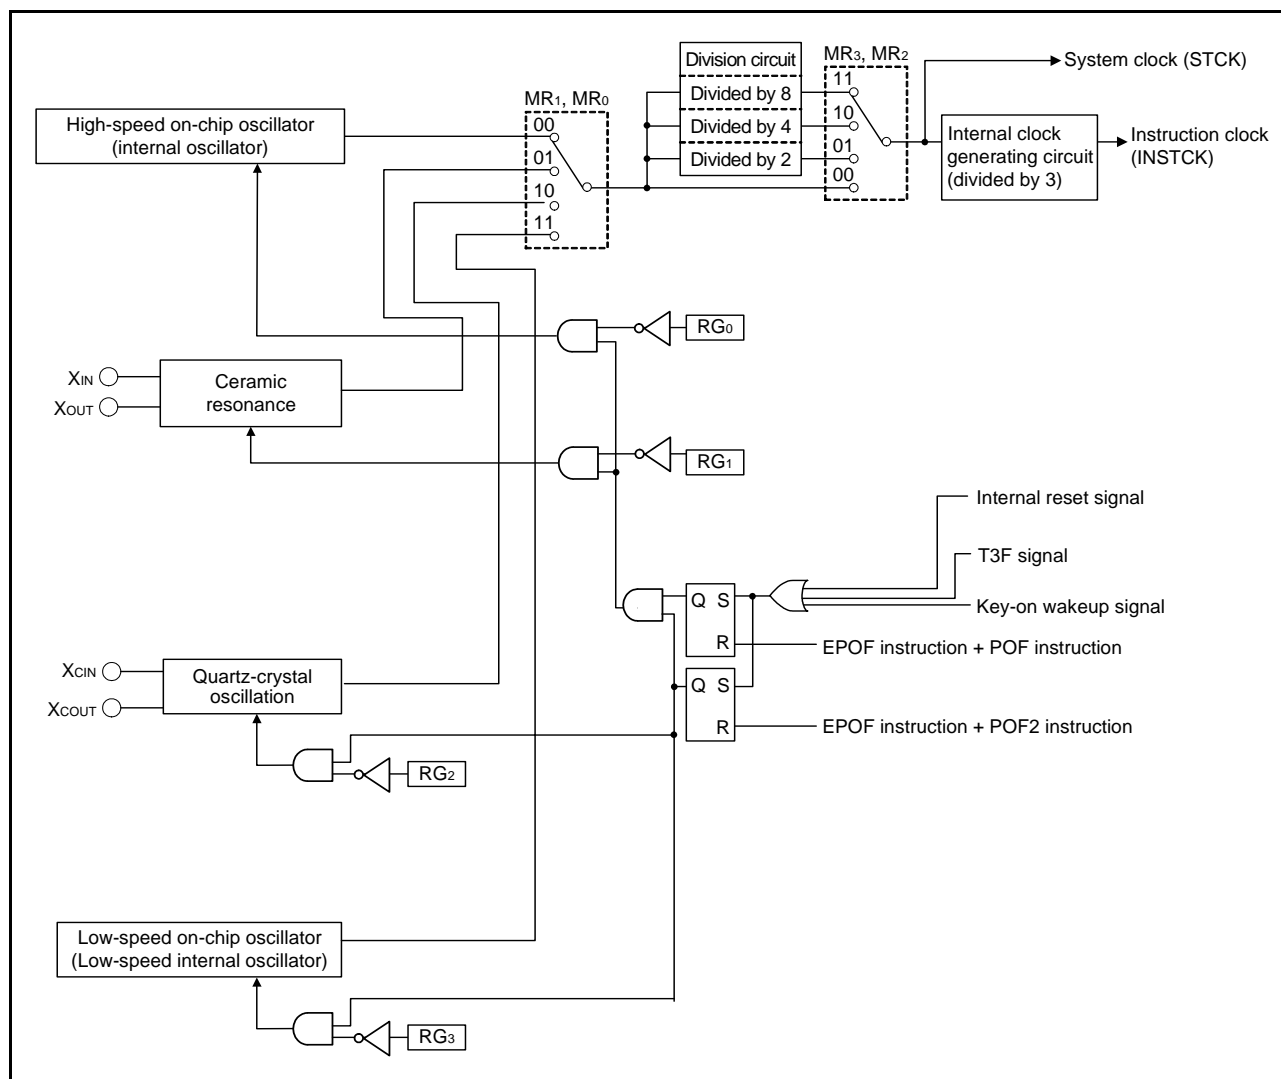 Division circuit
MR3, MR2
System clock (STCK)
MR1, MR0
11
Divided by 8
High-speed on-chip oscillator
(internal oscillator)
00
10
Divided by 4
Internal clock
generating circuit
(divided by 3)
Instruction clock
(INSTCK)
01
Divided by 2
01
00
10
11
RG0
XIN
XOUT
Ceramic
resonance
RG1
Internal reset signal
T3F signal
Q S
Key-on wakeup signal
R
EPOF instruction + POF instruction
XCIN
XCOUT
Quartz-crystal
oscillation
Q S
R
EPOF instruction + POF2 instruction
RG2
Low-speed on-chip oscillator
(Low-speed internal oscillator)
RG3